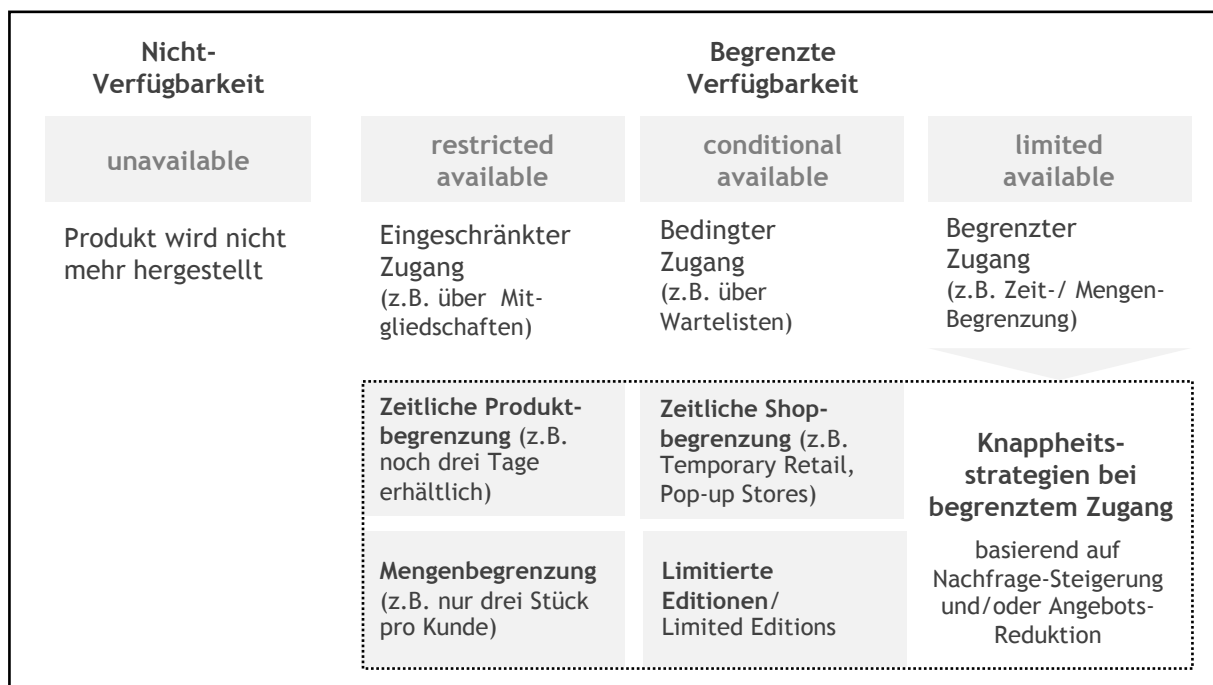 Nicht-
Verfügbarkeit
Begrenzte
Verfügbarkeit
unavailable
restricted
available
conditional
available
limited
available
Produkt wird nicht
mehr hergestellt
Eingeschränkter
Zugang
(z.B. über Mit-
gliedschaften)
Bedingter
Zugang
(z.B. über
Wartelisten)
Begrenzter
Zugang
(z.B. Zeit-/ Mengen-
Begrenzung)
Zeitliche Produkt-
begrenzung (z.B.
noch drei Tage
erhältlich)
Zeitliche Shop-
begrenzung (z.B.
Temporary Retail,
Pop-up Stores)
Mengenbegrenzung
(z.B. nur drei Stück
pro Kunde)
Limitierte
Editionen/
Limited Editions
Knappheits-
strategien bei
begrenztem Zugang
basierend auf
Nachfrage-Steigerung
und/oder Angebots-
Reduktion